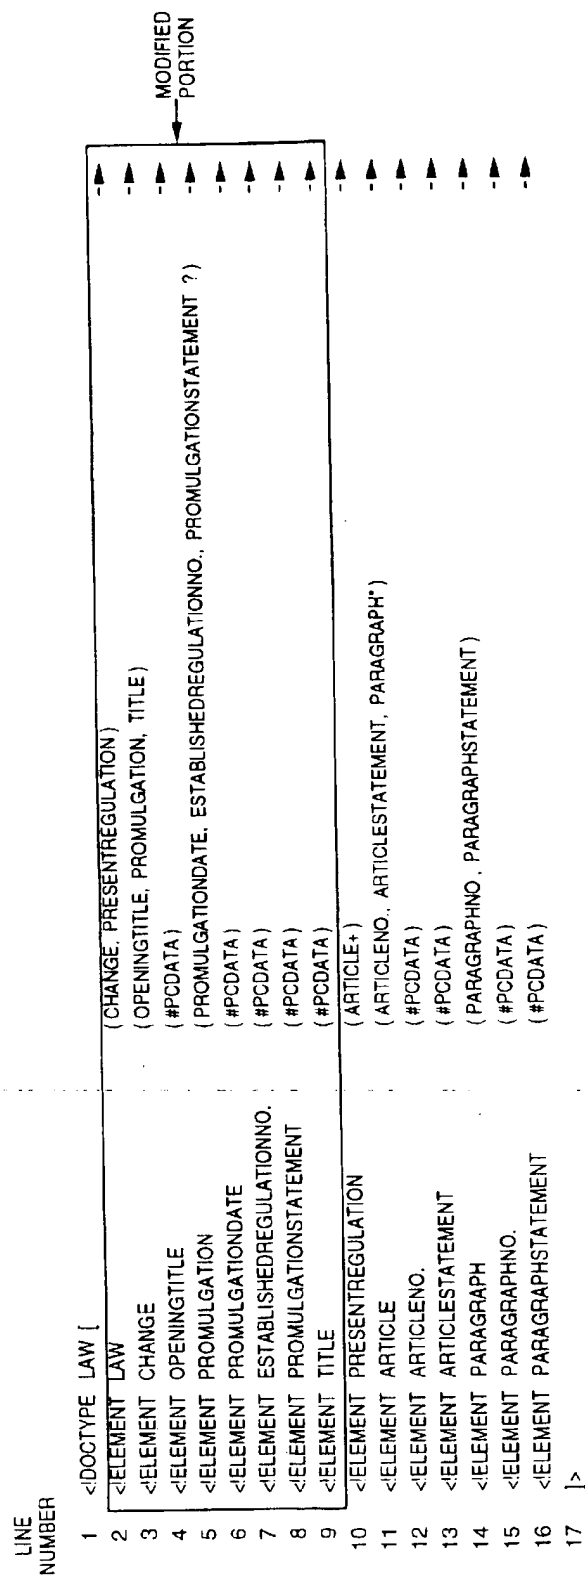 LINE
NUMBER
1 <!DOCTYPE LAW [
2 <!ELEMENT LAW (CHANGE, PRESENTREGULATION) - ->
3 <!ELEMENT CHANGE (OPENINGTITLE, PROMULGATION, TITLE) - ->
4 <!ELEMENT OPENINGTITLE (#PCDATA) - ->
5 <!ELEMENT PROMULGATION (PROMULGATIONDATE, ESTABLISHEDREGULATIONNO., PROMULGATIONSTATEMENT ?) - ->
6 <!ELEMENT PROMULGATIONDATE (#PCDATA) - ->
7 <!ELEMENT ESTABLISHEDREGULATIONNO. (#PCDATA) - ->
8 <!ELEMENT PROMULGATIONSTATEMENT (#PCDATA) - ->
9 <!ELEMENT TITLE (#PCDATA) - ->
10 <!ELEMENT PRESENTREGULATION (ARTICLE+) - ->
11 <!ELEMENT ARTICLE (ARTICLENO., ARTICLESTATEMENT, PARAGRAPH*) - ->
12 <!ELEMENT ARTICLENO. (#PCDATA) - ->
13 <!ELEMENT ARTICLESTATEMENT (#PCDATA) - ->
14 <!ELEMENT PARAGRAPH (PARAGRAPHNO, PARAGRAPHSTATEMENT) - ->
15 <!ELEMENT PARAGRAPHNO. (#PCDATA) - ->
16 <!ELEMENT PARAGRAPHSTATEMENT (#PCDATA) - ->
17 ]>
MODIFIED
PORTION